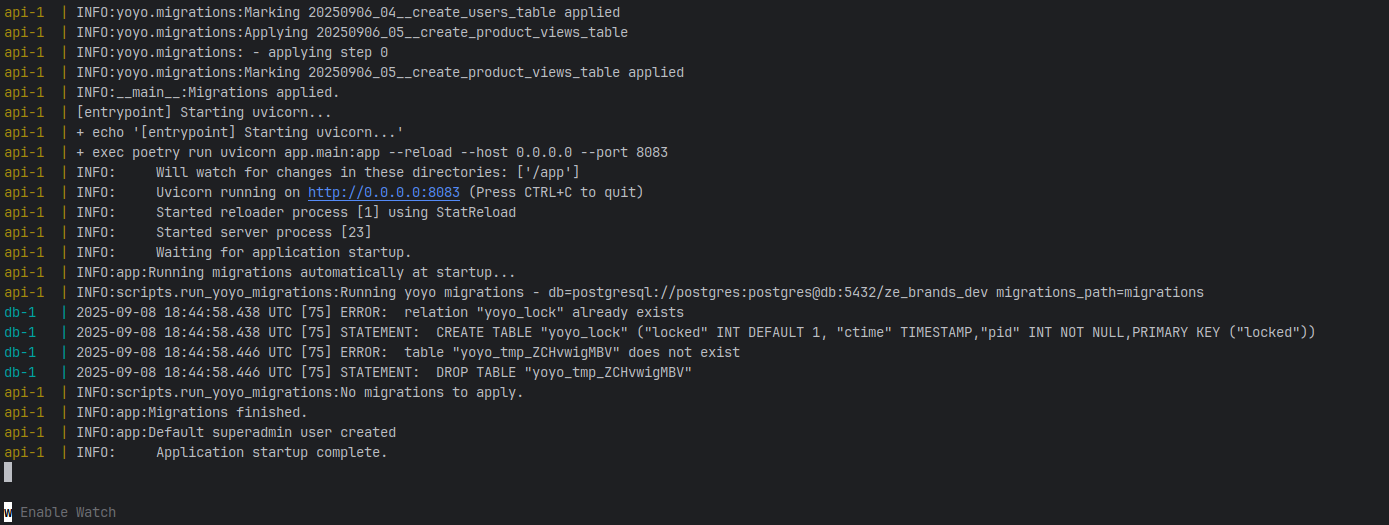 api-1  | INFO:yoyo.migrations:Marking 20250906_04__create_users_table applied
api-1  | INFO:yoyo.migrations:Applying 20250906_05__create_product_views_table
api-1  | INFO:yoyo.migrations: - applying step 0
api-1  | INFO:yoyo.migrations:Marking 20250906_05__create_product_views_table applied
api-1  | INFO:__main__:Migrations applied.
api-1  | [entrypoint] Starting uvicorn...
api-1  | + echo '[entrypoint] Starting uvicorn...'
api-1  | + exec poetry run uvicorn app.main:app --reload --host 0.0.0.0 --port 8083
api-1  | INFO:     Will watch for changes in these directories: ['/app']
api-1  | INFO:     Uvicorn running on http://0.0.0.0:8083 (Press CTRL+C to quit)
api-1  | INFO:     Started reloader process [1] using StatReload
api-1  | INFO:     Started server process [23]
api-1  | INFO:     Waiting for application startup.
api-1  | INFO:app:Running migrations automatically at startup...
api-1  | INFO:scripts.run_yoyo_migrations:Running yoyo migrations - db=postgresql://postgres:postgres@db:5432/ze_brands_dev migrations_path=migrations
db-1   | 2025-09-08 18:44:58.438 UTC [75] ERROR:  relation "yoyo_lock" already exists
db-1   | 2025-09-08 18:44:58.438 UTC [75] STATEMENT:  CREATE TABLE "yoyo_lock" ("locked" INT DEFAULT 1, "ctime" TIMESTAMP,"pid" INT NOT NULL,PRIMARY KEY ("locked"))
db-1   | 2025-09-08 18:44:58.446 UTC [75] ERROR:  table "yoyo_tmp_ZCHvwigMBV" does not exist
db-1   | 2025-09-08 18:44:58.446 UTC [75] STATEMENT:  DROP TABLE "yoyo_tmp_ZCHvwigMBV"
api-1  | INFO:scripts.run_yoyo_migrations:No migrations to apply.
api-1  | INFO:app:Migrations finished.
api-1  | INFO:app:Default superadmin user created
api-1  | INFO:     Application startup complete.
w Enable Watch